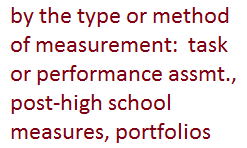 by the type or method
of measurement:  task
or performance assmt.,
post-high school
measures, portfolios